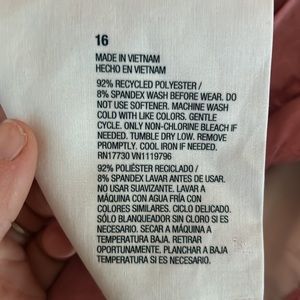 16
MADE IN VIETNAM
HECHO EN VIETNAM
92% RECYCLED POLYESTER /
8% SPANDEX WASH BEFORE WEAR. DO
NOT USE SOFTENER. MACHINE WASH
COLD WITH LIKE COLORS. GENTLE
CYCLE. ONLY NON-CHLORINE BLEACH IF
NEEDED. TUMBLE DRY LOW. REMOVE
PROMPTLY. COOL IRON IF NEEDED.
RN17730 VN1119796
92% POLIÉSTER RECICLADO /
8% SPANDEX LAVAR ANTES DE USAR.
NO USAR SUAVIZANTE. LAVAR A
MÁQUINA CON AGUA FRÍA CON
COLORES SIMILARES. CICLO DELICADO.
SÓLO BLANQUEADOR SIN CLORO SI ES
NECESARIO. SECAR A MÁQUINA A
TEMPERATURA BAJA. RETIRAR
OPORTUNAMENTE. PLANCHAR A BAJA
TEMPERATURA SI ES NECESARIO.